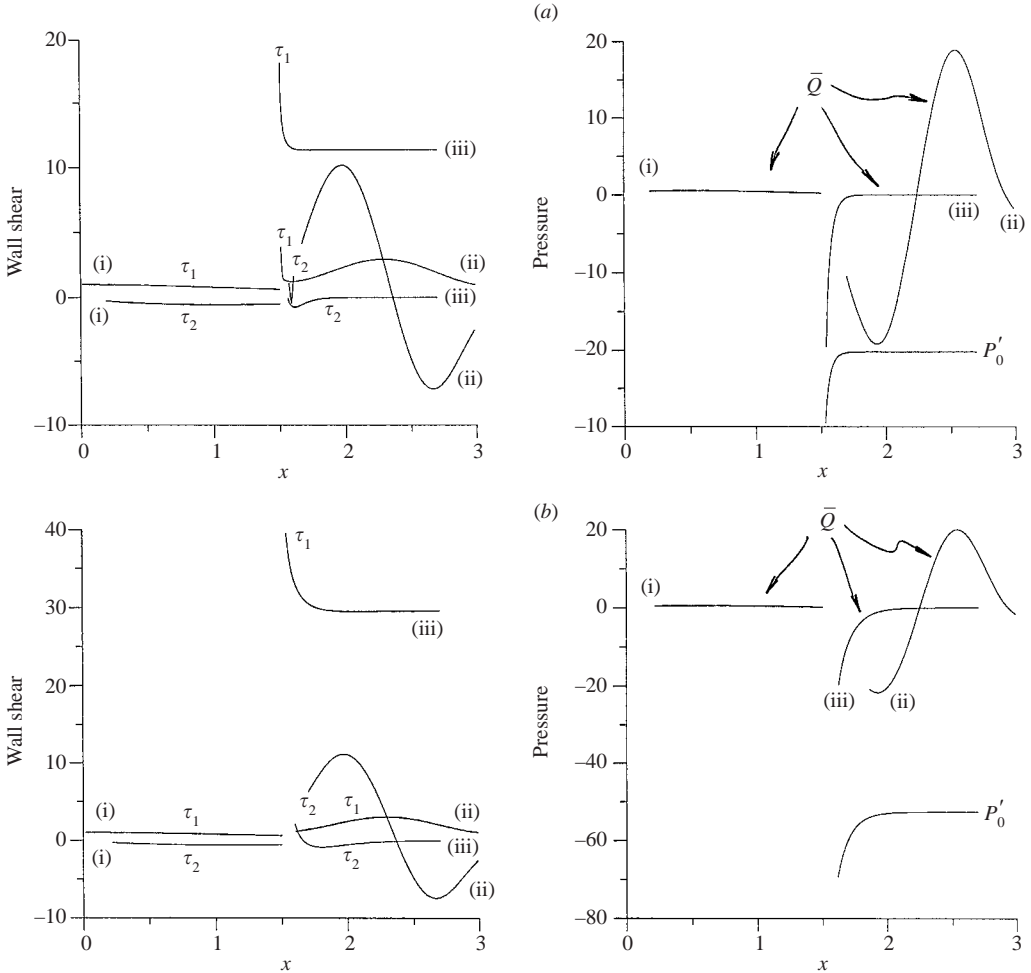 (a)
20
10
0
−10
Wall shear
τ1
(iii)
τ1
τ2
(i)
τ1
(ii)
(i)
τ2
τ2
(iii)
(ii)
0
1
2
3
x
20
15
10
0
−10
−20
−10
Pressure
Q̅
(i)
(iii)
(ii)
P′0
0
1
2
3
x
(b)
40
30
20
10
0
−10
Wall shear
τ1
(iii)
(i)
τ1
τ2
τ1
(ii)
(i)
τ2
τ2
(iii)
(ii)
0
1
2
3
x
20
0
−20
−40
−60
−80
Pressure
Q̅
(i)
(iii)
(ii)
P′0
0
1
2
3
x